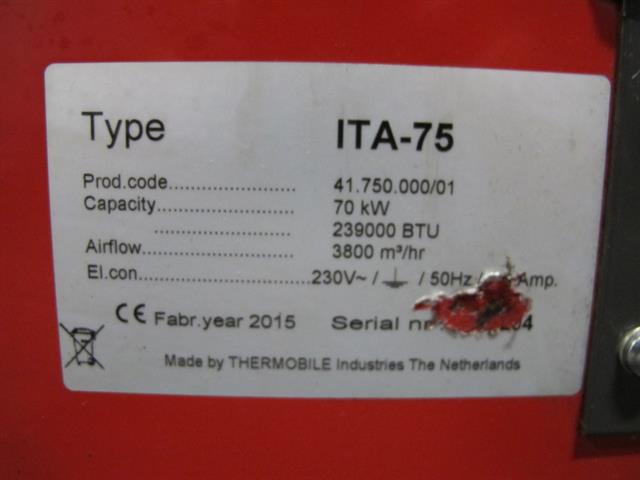 Type ITA-75
Prod.code..................... 41.750.000/01
Capacity........................ 70 kW
........................ 239000 BTU
Airflow.......................... 3800 m³/hr
El.con............................230V~ / ⏚ / 50Hz / Amp.
CE Fabr.year 2015 Serial nr
Made by THERMOBILE Industries The Netherlands